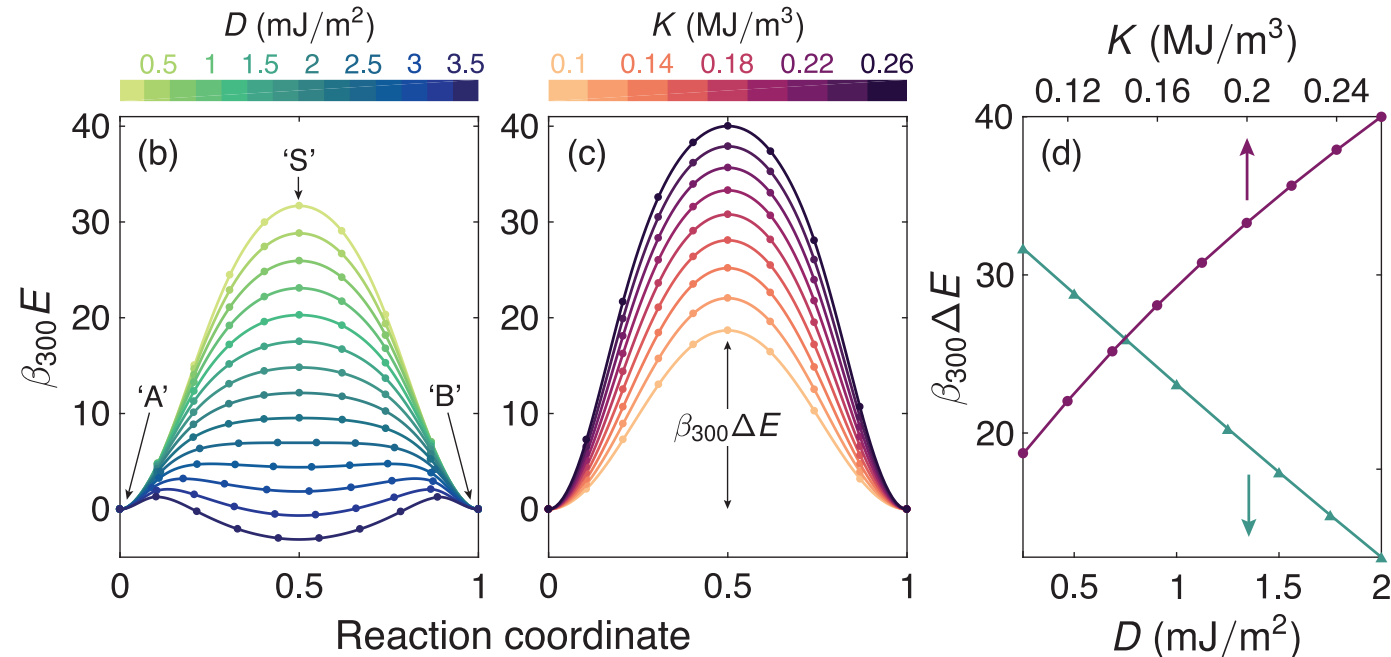 D (mJ/m²)
0.5 1 1.5 2 2.5 3 3.5
K (MJ/m³)
0.1 0.14 0.18 0.22 0.26
K (MJ/m³)
0.12 0.16 0.2 0.24
(b)
'S'
'A'
'B'
40
30
20
10
0
β₃₀₀E
0 0.5 1
(c)
β₃₀₀ΔE
40
30
20
10
0
0 0.5 1
Reaction coordinate
(d)
40
30
20
β₃₀₀ΔE
0.5 1 1.5 2
D (mJ/m²)